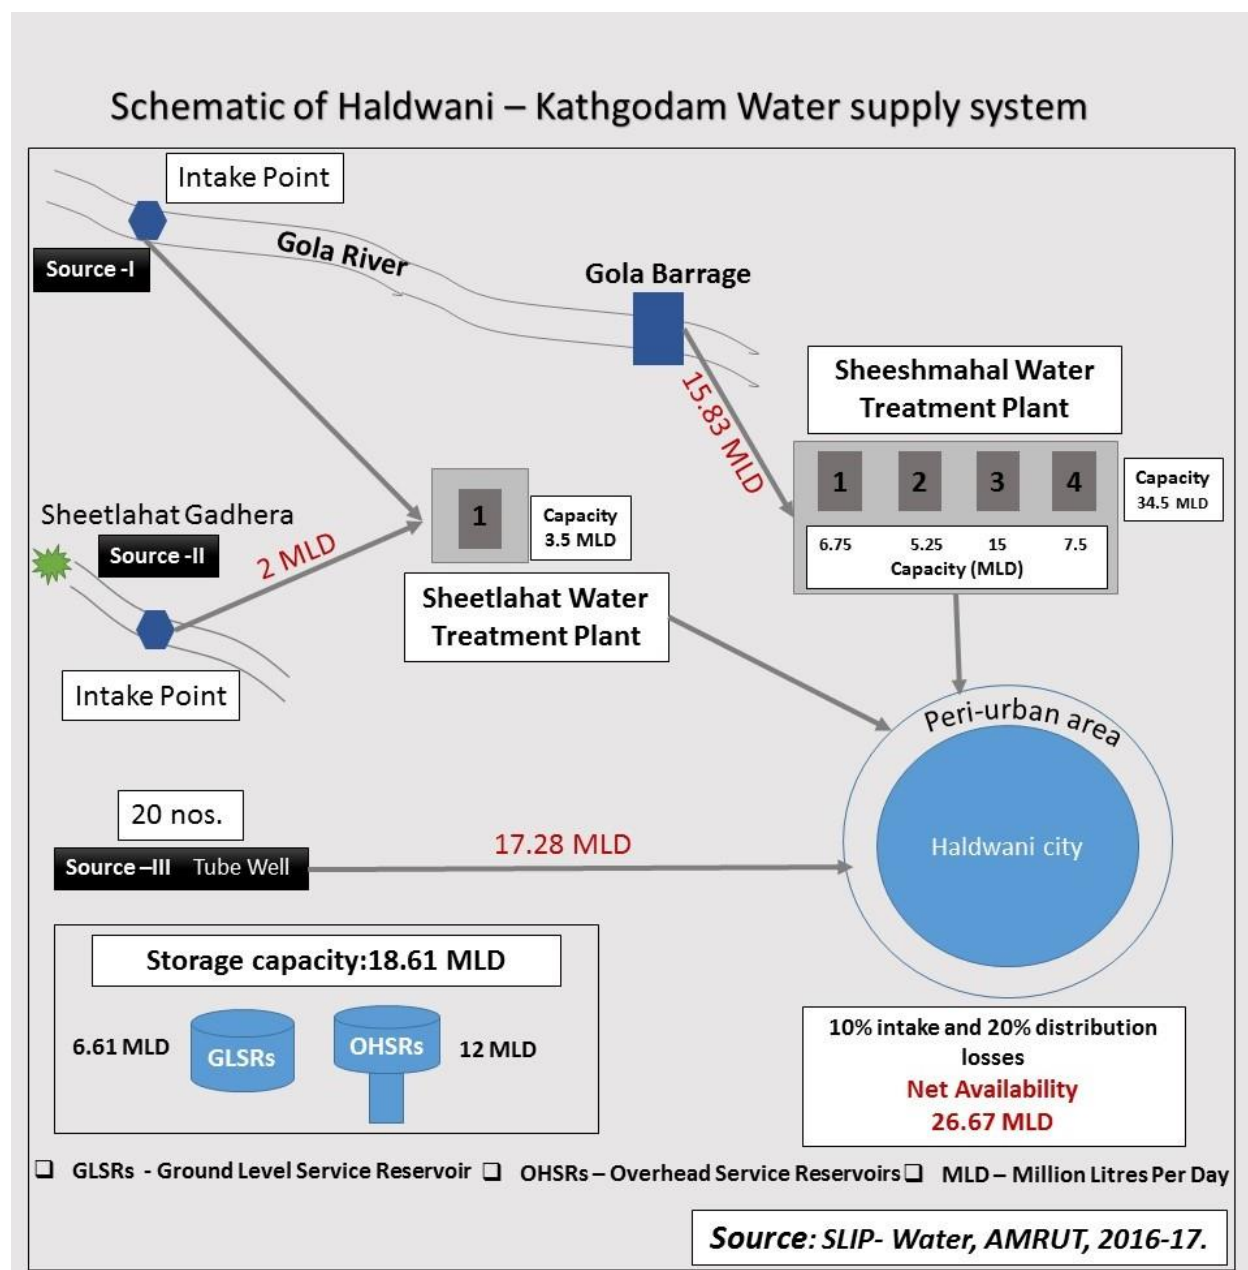 Schematic of Haldwani – Kathgodam Water supply system
Intake Point
Source -I
Gola River
Gola Barrage
15.83 MLD
Sheeshmahal Water
Treatment Plant
1 2 3 4
6.75 5.25 15 7.5
Capacity (MLD)
Capacity
34.5 MLD
Sheetlahat Gadhera
Source -II
2 MLD
Intake Point
1
Capacity
3.5 MLD
Sheetlahat Water
Treatment Plant
Peri-urban area
Haldwani city
20 nos.
Source –III Tube Well
17.28 MLD
Storage capacity:18.61 MLD
6.61 MLD
GLSRs
OHSRs
12 MLD
10% intake and 20% distribution
losses
Net Availability
26.67 MLD
❑ GLSRs - Ground Level Service Reservoir ❑ OHSRs – Overhead Service Reservoirs ❑ MLD – Million Litres Per Day
Source: SLIP- Water, AMRUT, 2016-17.